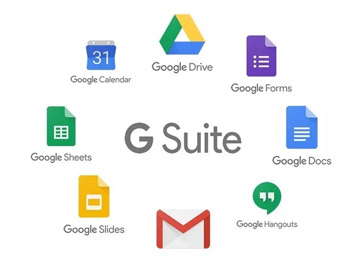 31
Google Calendar
Google Drive
Google Forms
Google Sheets
G Suite
Google Docs
Google Slides
Google Hangouts